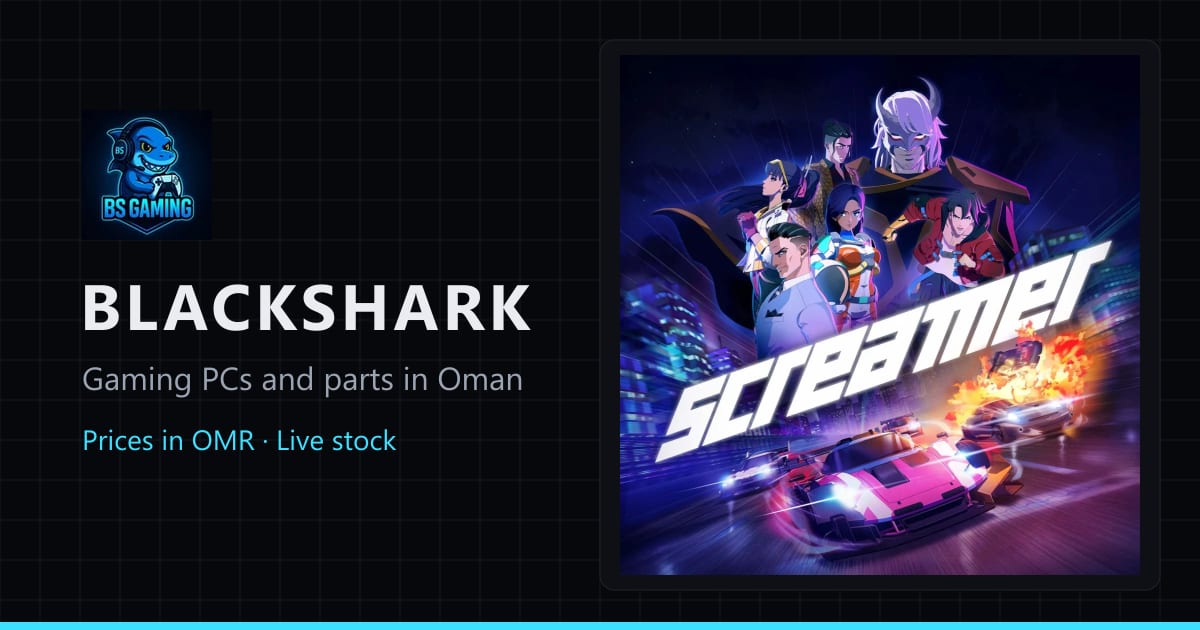 BS
BS GAMING
BLACKSHARK
Gaming PCs and parts in Oman
Prices in OMR · Live stock
screamer